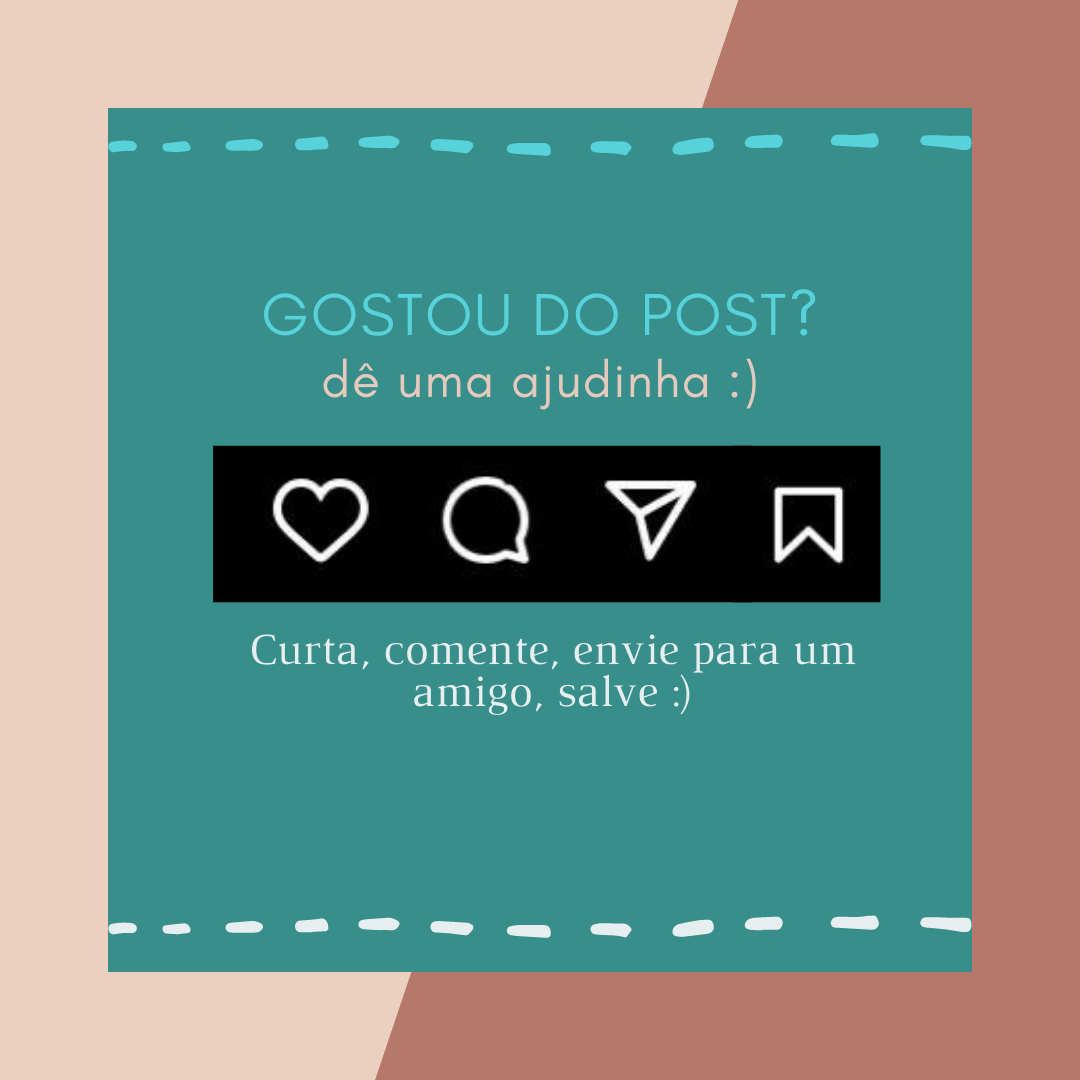 GOSTOU DO POST?
dê uma ajudinha :)
Curta, comente, envie para um
amigo, salve :)